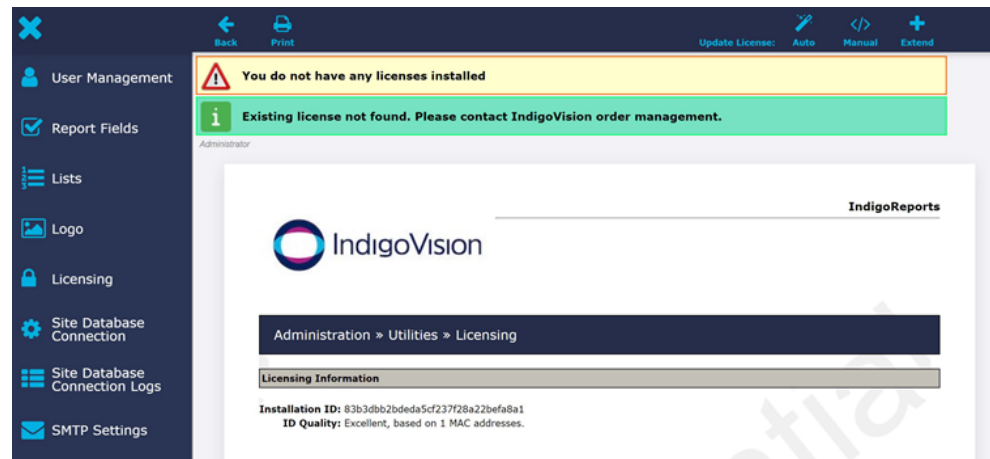 Back
Print
Update License:
Auto
Manual
Extend
User Management
Report Fields
Lists
Logo
Licensing
Site Database
Connection
Site Database
Connection Logs
SMTP Settings
You do not have any licenses installed
Existing license not found. Please contact IndigoVision order management.
Administrator
IndigoReports
IndigoVision
Administration » Utilities » Licensing
Licensing Information
Installation ID: 83b3dbb2bdeda5cf237f28a22befa8a1
ID Quality: Excellent, based on 1 MAC addresses.